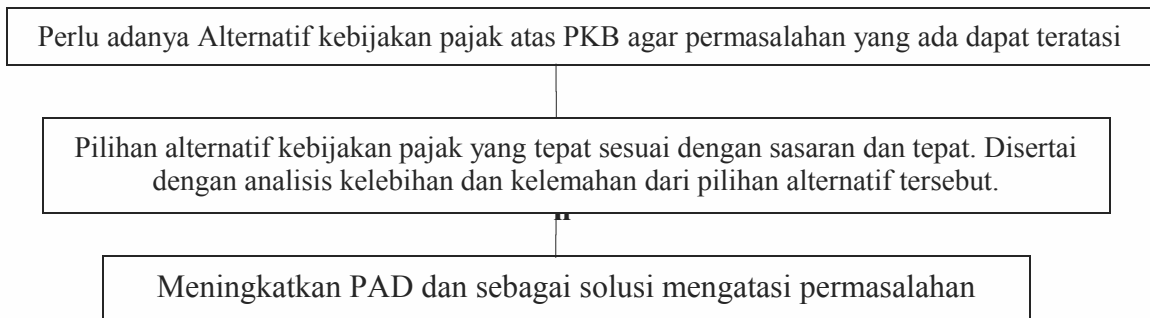 Perlu adanya Alternatif kebijakan pajak atas PKB agar permasalahan yang ada dapat teratasi
Pilihan alternatif kebijakan pajak yang tepat sesuai dengan sasaran dan tepat. Disertai
dengan analisis kelebihan dan kelemahan dari pilihan alternatif tersebut.
Meningkatkan PAD dan sebagai solusi mengatasi permasalahan